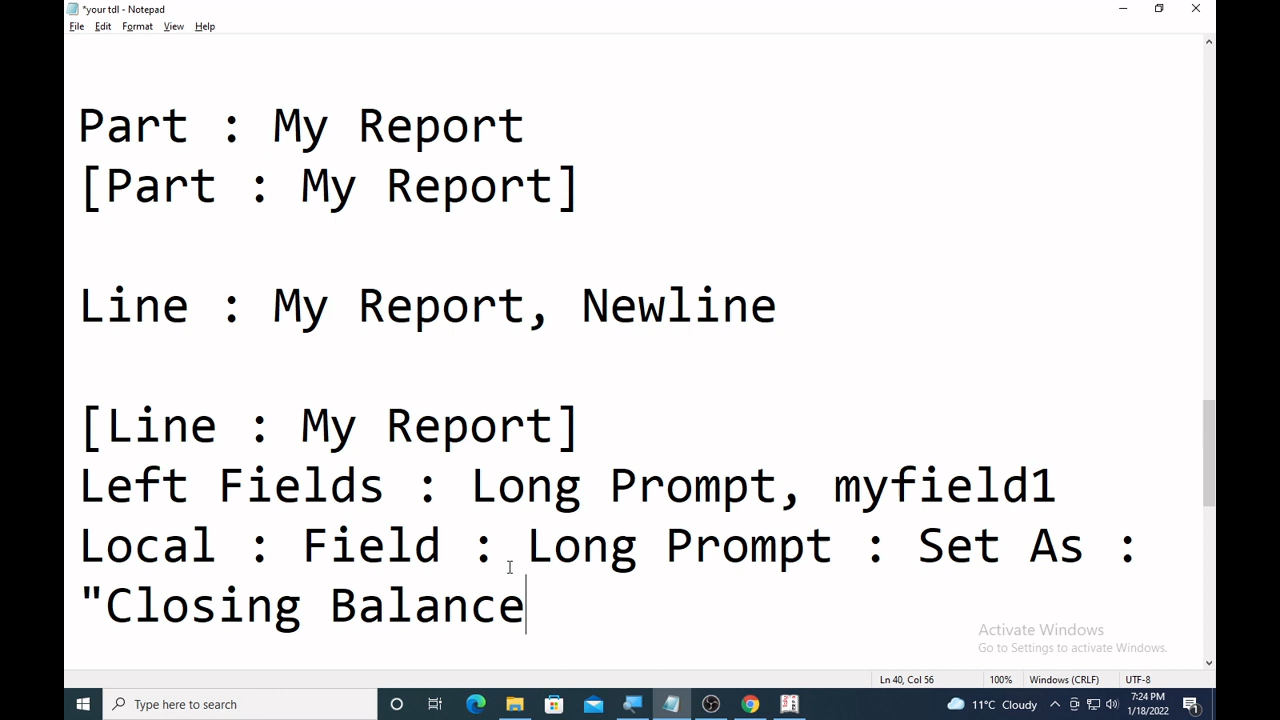 *your tdl - Notepad
File Edit Format View Help
Part : My Report
[Part : My Report]
Line : My Report, Newline
[Line : My Report]
Left Fields : Long Prompt, myfield1
Local : Field : Long Prompt : Set As :
"Closing Balance
Activate Windows
Go to Settings to activate Windows.
Ln 40, Col 56 100% Windows (CRLF) UTF-8
Type here to search
11°C Cloudy
7:24 PM
1/18/2022
1